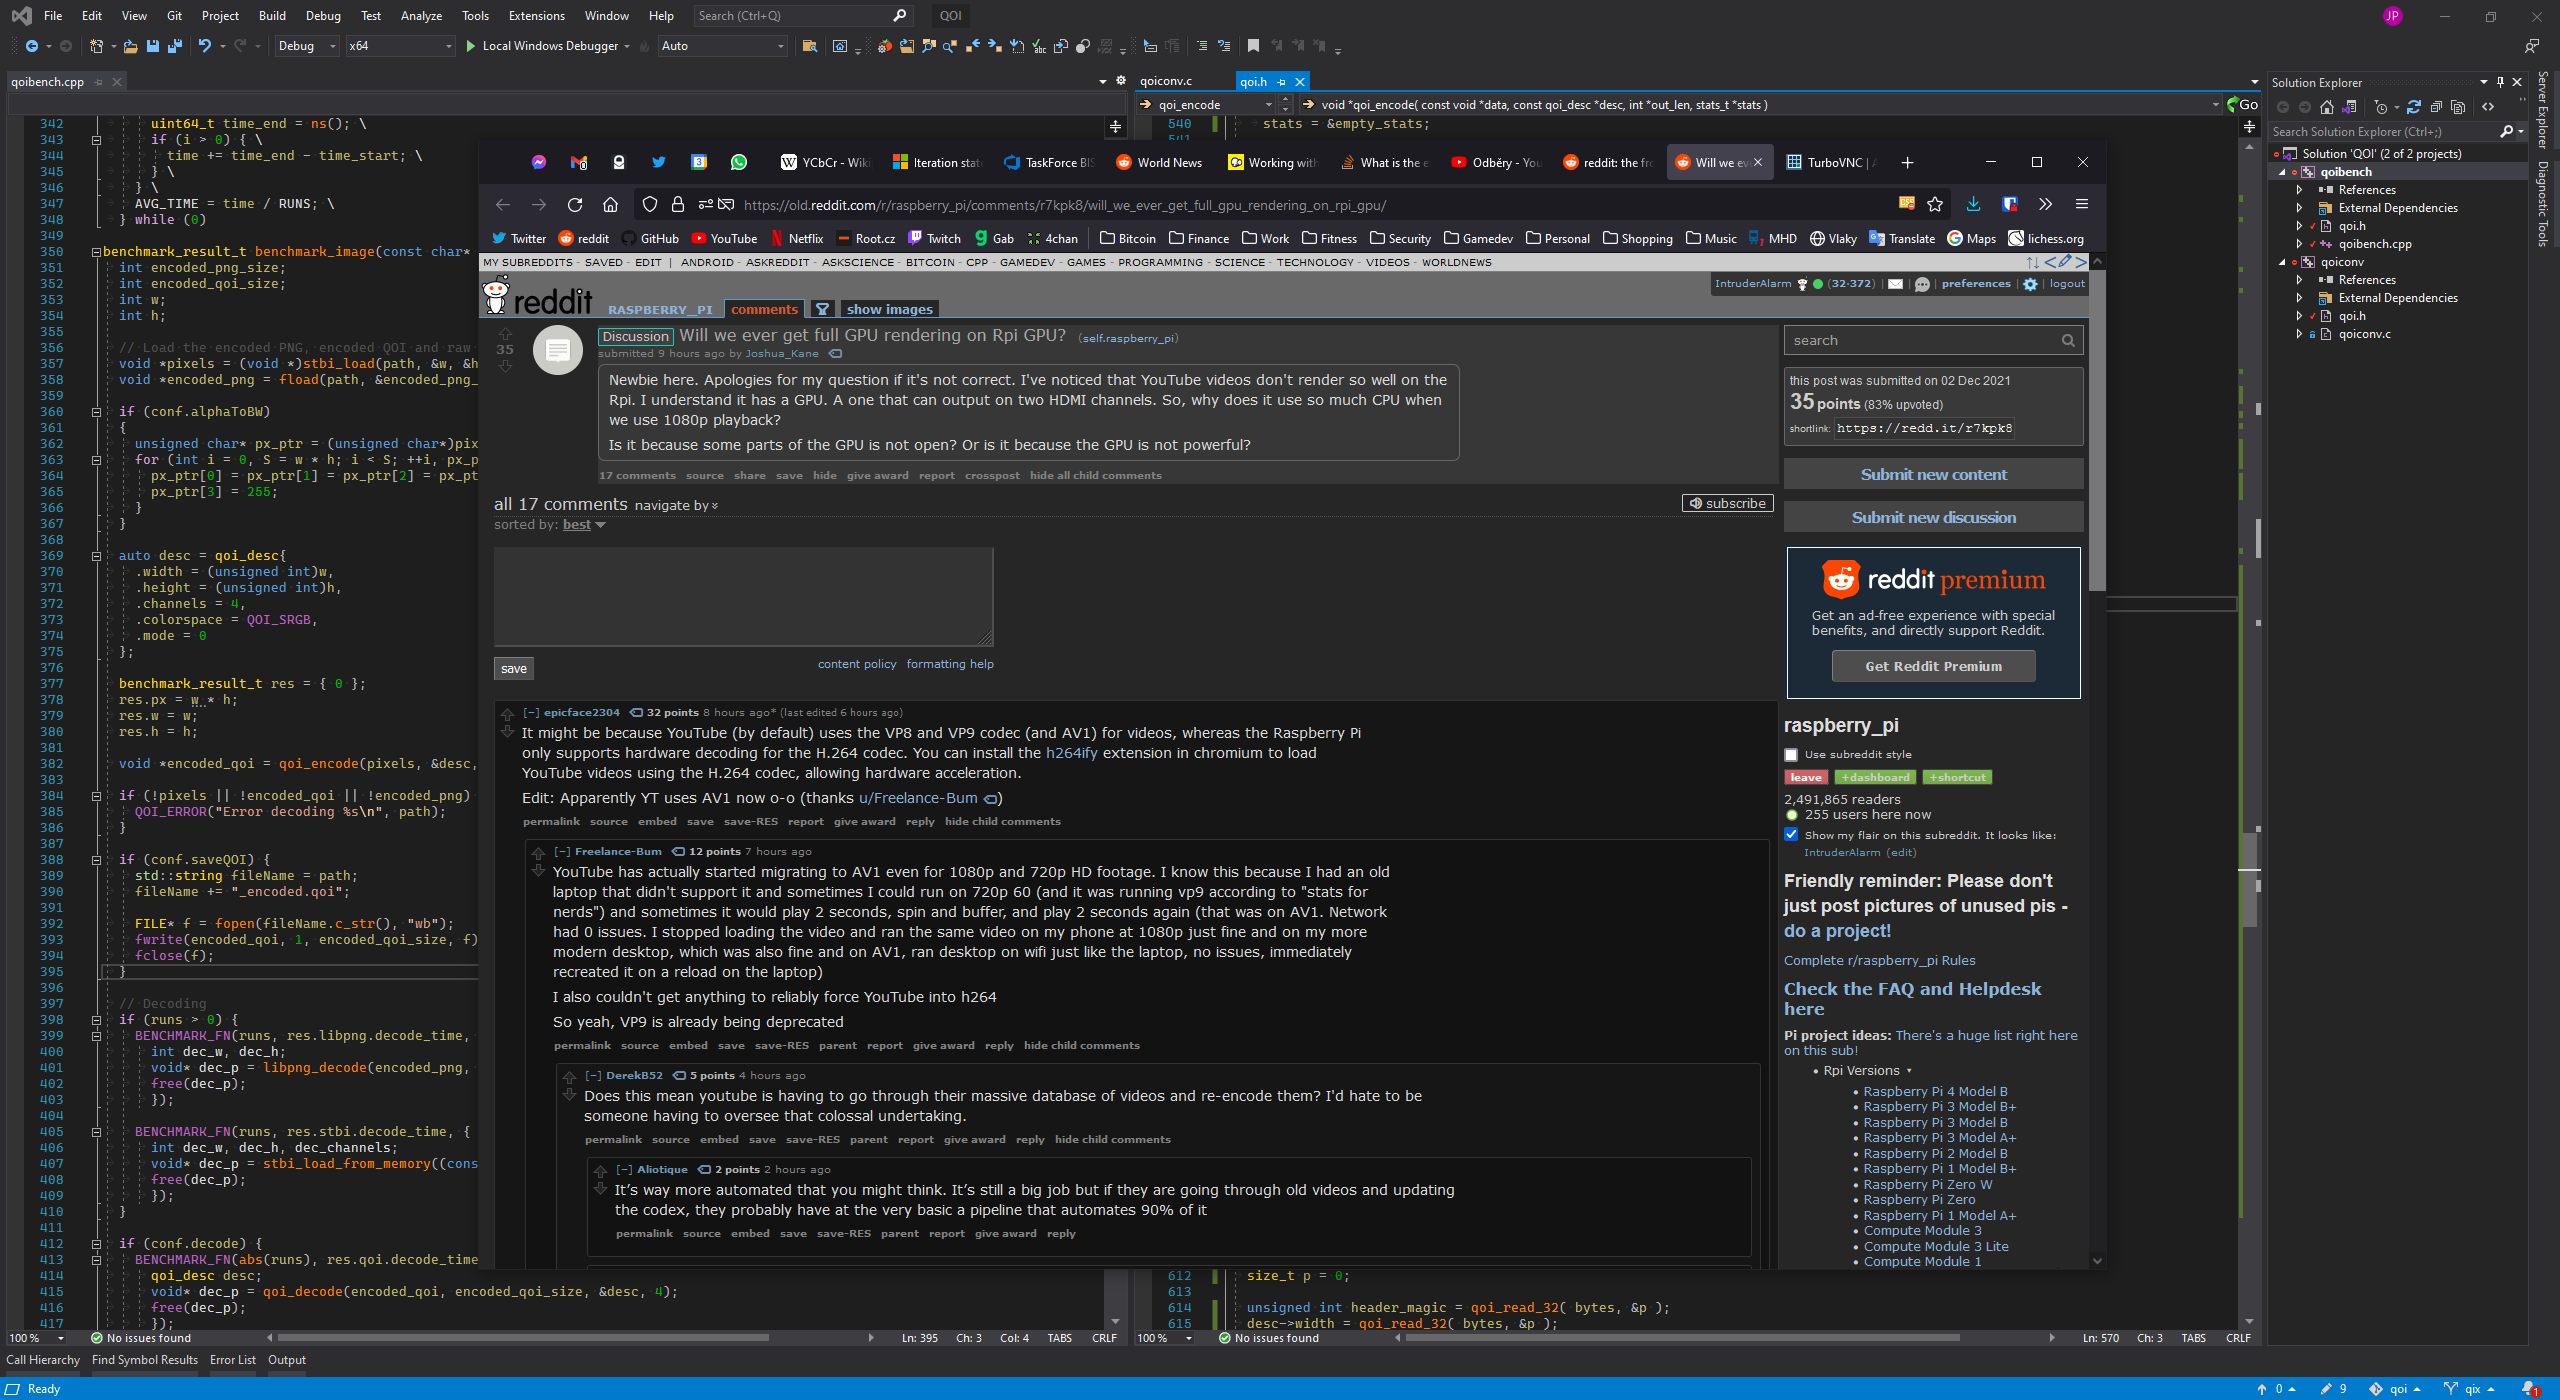 File Edit View Git Project Build Debug Test Analyze Tools Extensions Window Help Search (Ctrl+Q) QOI JP
Debug x64 Local Windows Debugger Auto
qoibench.cpp
342 uint64_t time_end = ns(); \
343 if (i > 0) { \
344 time += time_end - time_start; \
345 } \
346 } \
347 AVG_TIME = time / RUNS; \
348 } while (0)
349
350 benchmark_result_t benchmark_image(const char*
351 int encoded_png_size;
352 int encoded_qoi_size;
353 int w;
354 int h;
355
356 // Load the encoded PNG, encoded QOI and raw
357 void *pixels = (void *)stbi_load(path, &w, &h
358 void *encoded_png = fload(path, &encoded_png_
359
360 if (conf.alphaToBW)
361 {
362 unsigned char* px_ptr = (unsigned char*)pix
363 for (int i = 0, S = w * h; i < S; ++i, px_p
364 px_ptr[0] = px_ptr[1] = px_ptr[2] = px_pt
365 px_ptr[3] = 255;
366 }
367 }
368
369 auto desc = qoi_desc{
370 .width = (unsigned int)w,
371 .height = (unsigned int)h,
372 .channels = 4,
373 .colorspace = QOI_SRGB,
374 .mode = 0
375 };
376
377 benchmark_result_t res = { 0 };
378 res.px = w * h;
379 res.w = w;
380 res.h = h;
381
382 void *encoded_qoi = qoi_encode(pixels, &desc,
383
384 if (!pixels || !encoded_qoi || !encoded_png)
385 QOI_ERROR("Error decoding %s\n", path);
386 }
387
388 if (conf.saveQOI) {
389 std::string fileName = path;
390 fileName += "_encoded.qoi";
391
392 FILE* f = fopen(fileName.c_str(), "wb");
393 fwrite(encoded_qoi, 1, encoded_qoi_size, f)
394 fclose(f);
395 }
396
397 // Decoding
398 if (runs > 0) {
399 BENCHMARK_FN(runs, res.libpng.decode_time,
400 int dec_w, dec_h;
401 void* dec_p = libpng_decode(encoded_png,
402 free(dec_p);
403 });
404
405 BENCHMARK_FN(runs, res.stbi.decode_time, {
406 int dec_w, dec_h, dec_channels;
407 void* dec_p = stbi_load_from_memory((cons
408 free(dec_p);
409 });
410 }
411
412 if (conf.decode) {
413 BENCHMARK_FN(abs(runs), res.qoi.decode_time
414 qoi_desc desc;
415 void* dec_p = qoi_decode(encoded_qoi, encoded_qoi_size, &desc, 4);
416 free(dec_p);
417 });
100 % No issues found Ln: 395 Ch: 3 Col: 4 TABS CRLF
qoiconv.c qoi.h
qoi_encode void *qoi_encode( const void *data, const qoi_desc *desc, int *out_len, stats_t *stats ) Go
540 stats = &empty_stats;
541
YCbCr - Wiki Iteration stat TaskForce BIS World News Working with What is the e Odběry - You reddit: the fro Will we eve TurboVNC | A
https://old.reddit.com/r/raspberry_pi/comments/r7kpk8/will_we_ever_get_full_gpu_rendering_on_rpi_gpu/
Twitter reddit GitHub YouTube Netflix Root.cz Twitch Gab 4chan Bitcoin Finance Work Fitness Security Gamedev Personal Shopping Music MHD Vlaky Translate Maps lichess.org
MY SUBREDDITS - SAVED - EDIT | ANDROID - ASKREDDIT - ASKSCIENCE - BITCOIN - CPP - GAMEDEV - GAMES - PROGRAMMING - SCIENCE - TECHNOLOGY - VIDEOS - WORLDNEWS
reddit RASPBERRY_PI comments show images
IntruderAlarm (32·372) | | | preferences | | logout
35
Discussion Will we ever get full GPU rendering on Rpi GPU? (self.raspberry_pi)
submitted 9 hours ago by Joshua_Kane
Newbie here. Apologies for my question if it's not correct. I've noticed that YouTube videos don't render so well on the
Rpi. I understand it has a GPU. A one that can output on two HDMI channels. So, why does it use so much CPU when
we use 1080p playback?
Is it because some parts of the GPU is not open? Or is it because the GPU is not powerful?
17 comments source share save hide give award report crosspost hide all child comments
all 17 comments navigate by
subscribe
sorted by: best
save
content policy formatting help
[–] epicface2304 32 points 8 hours ago* (last edited 6 hours ago)
It might be because YouTube (by default) uses the VP8 and VP9 codec (and AV1) for videos, whereas the Raspberry Pi
only supports hardware decoding for the H.264 codec. You can install the h264ify extension in chromium to load
YouTube videos using the H.264 codec, allowing hardware acceleration.
Edit: Apparently YT uses AV1 now o-o (thanks u/Freelance-Bum )
permalink source embed save save-RES report give award reply hide child comments
[–] Freelance-Bum 12 points 7 hours ago
YouTube has actually started migrating to AV1 even for 1080p and 720p HD footage. I know this because I had an old
laptop that didn't support it and sometimes I could run on 720p 60 (and it was running vp9 according to "stats for
nerds") and sometimes it would play 2 seconds, spin and buffer, and play 2 seconds again (that was on AV1. Network
had 0 issues. I stopped loading the video and ran the same video on my phone at 1080p just fine and on my more
modern desktop, which was also fine and on AV1, ran desktop on wifi just like the laptop, no issues, immediately
recreated it on a reload on the laptop)
I also couldn't get anything to reliably force YouTube into h264
So yeah, VP9 is already being deprecated
permalink source embed save save-RES parent report give award reply hide child comments
[–] DerekB52 5 points 4 hours ago
Does this mean youtube is having to go through their massive database of videos and re-encode them? I'd hate to be
someone having to oversee that colossal undertaking.
permalink source embed save save-RES parent report give award reply hide child comments
[–] Aliotique 2 points 2 hours ago
It's way more automated that you might think. It's still a big job but if they are going through old videos and updating
the codex, they probably have at the very basic a pipeline that automates 90% of it
permalink source embed save save-RES parent report give award reply
search
this post was submitted on 02 Dec 2021
35 points (83% upvoted)
shortlink: https://redd.it/r7kpk8
Submit new content
Submit new discussion
reddit premium
Get an ad-free experience with special
benefits, and directly support Reddit.
Get Reddit Premium
raspberry_pi
Use subreddit style
leave +dashboard +shortcut
2,491,865 readers
255 users here now
Show my flair on this subreddit. It looks like:
IntruderAlarm (edit)
Friendly reminder: Please don't
just post pictures of unused pis -
do a project!
Complete r/raspberry_pi Rules
Check the FAQ and Helpdesk
here
Pi project ideas: There's a huge list right here
on this sub!
Rpi Versions
Raspberry Pi 4 Model B
Raspberry Pi 3 Model B+
Raspberry Pi 3 Model B
Raspberry Pi 3 Model A+
Raspberry Pi 2 Model B
Raspberry Pi 1 Model B+
Raspberry Pi Zero W
Raspberry Pi Zero
Raspberry Pi 1 Model A+
Compute Module 3
Compute Module 3 Lite
Compute Module 1
612 size_t p = 0;
613
614 unsigned int header_magic = qoi_read_32( bytes, &p );
615 desc->width = qoi_read_32( bytes, &p );
100 % No issues found Ln: 570 Ch: 3 TABS CRLF
Solution Explorer
Search Solution Explorer (Ctrl+;)
Solution 'QOI' (2 of 2 projects)
qoibench
References
External Dependencies
qoi.h
qoibench.cpp
qoiconv
References
External Dependencies
qoi.h
qoiconv.c
Server Explorer
Diagnostic Tools
Call Hierarchy Find Symbol Results Error List Output
Ready 0 9 qoi qix 1